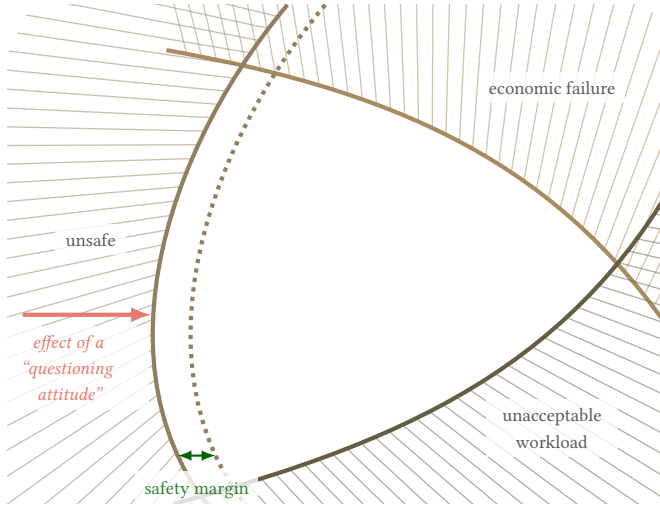 economic failure
unsafe
effect of a
“questioning
attitude”
unacceptable
workload
safety margin